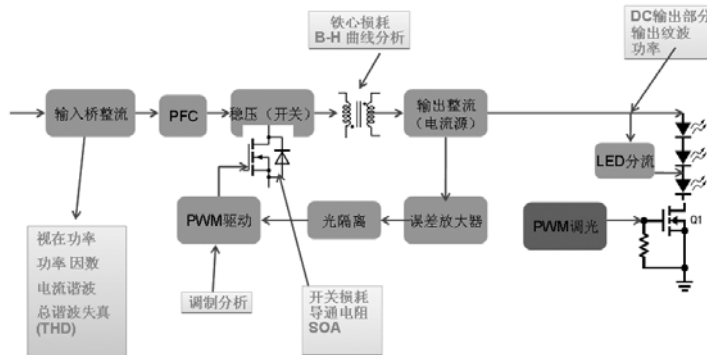 铁心损耗
B-H 曲线分析
DC输出部分
输出纹波
功率
输入桥整流
PFC
稳压（开关）
输出整流
（电流源）
LED分流
PWM驱动
光隔离
误差放大器
PWM调光
Q1
视在功率
功率 因数
电流谐波
总谐波失真
(THD)
调制分析
开关损耗
导通电阻
SOA